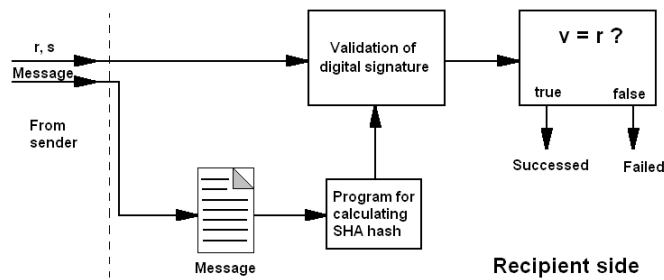 r, s
Message
From
sender
Validation of
digital signature
v = r ?
true
false
Successed
Failed
Message
Program for
calculating
SHA hash
Recipient side